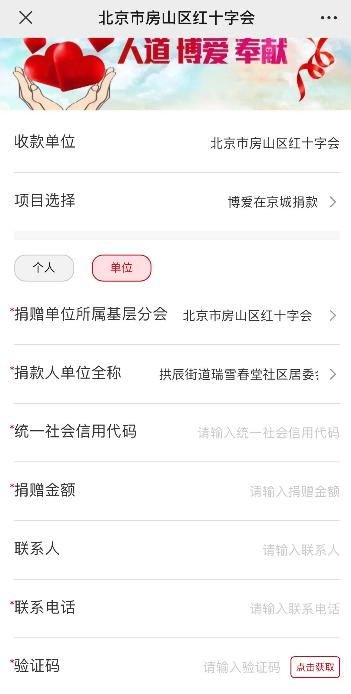 北京市房山区红十字会
人道 博爱 奉献
收款单位 北京市房山区红十字会
项目选择 博爱在京城捐款
个人 单位
*捐赠单位所属基层分会 北京市房山区红十字会
*捐款人单位全称 拱辰街道瑞雪春堂社区居委
*统一社会信用代码 请输入统一社会信用代码
*捐赠金额 请输入捐赠金额
联系人 请输入联系人
*联系电话 请输入联系电话
*验证码 请输入验证码 点击获取